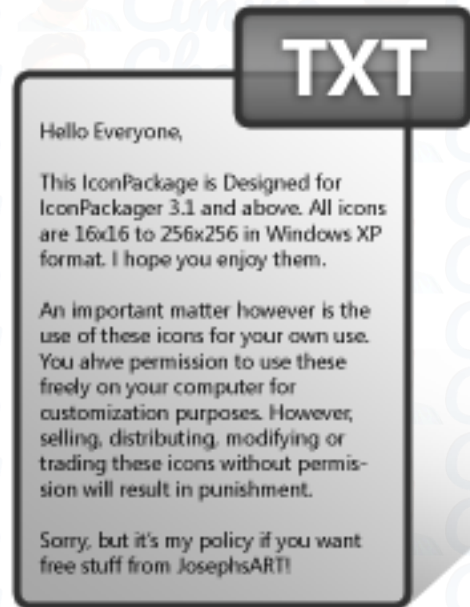 TXT
Hello Everyone,
This IconPackage is Designed for
IconPackager 3.1 and above. All icons
are 16x16 to 256x256 in Windows XP
format. I hope you enjoy them.
An important matter however is the
use of these icons for your own use.
You ahve permission to use these
freely on your computer for
customization purposes. However,
selling, distributing, modifying or
trading these icons without permis-
sion will result in punishment.
Sorry, but it's my policy if you want
free stuff from JosephsART!